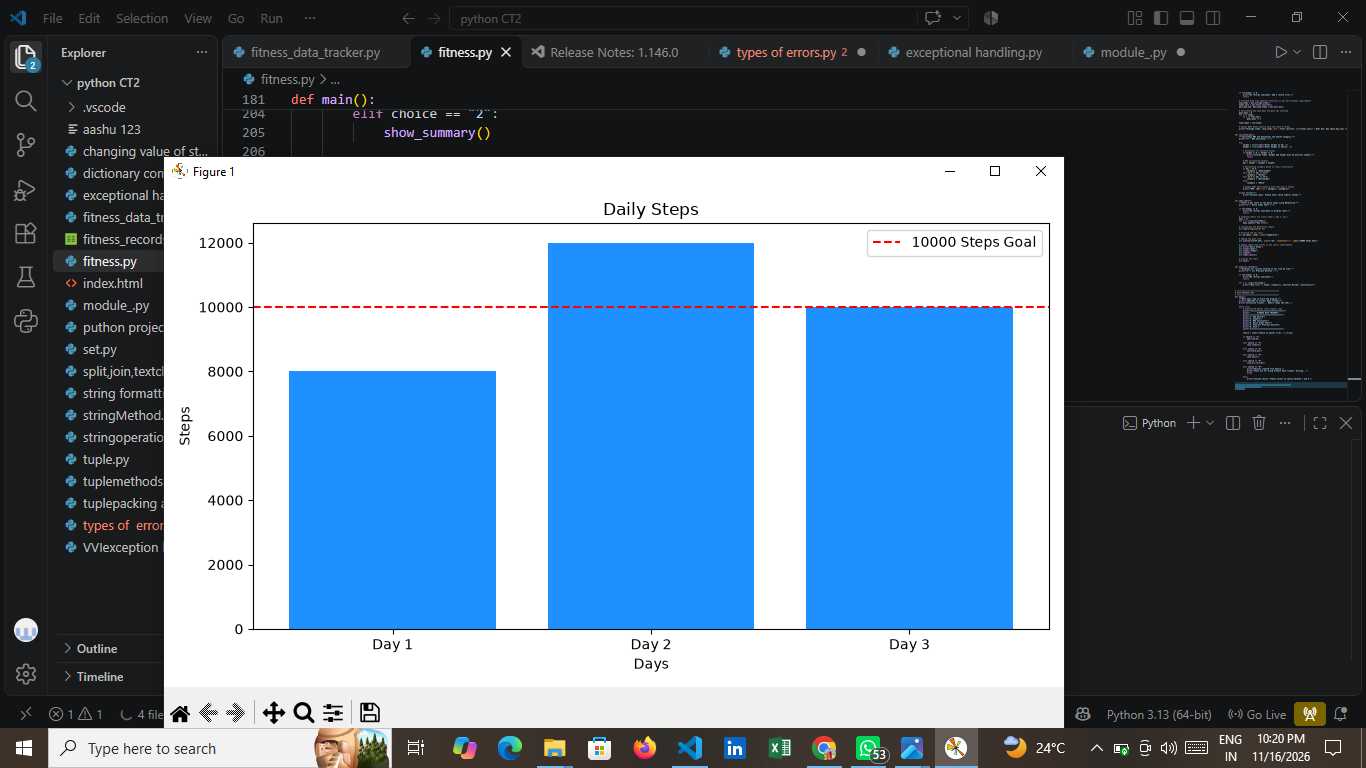 File Edit Selection View Go Run ...
python CT2
Explorer
fitness_data_tracker.py
fitness.py
Release Notes: 1.146.0
types of errors.py 2
exceptional handling.py
module_.py
2
python CT2
.vscode
aashu 123
changing value of st...
dictionary con
exceptional ha
fitness_data_tr
fitness_record
fitness.py
index.html
module_.py
puthon projec
set.py
split,join,textcl
string formatti
stringMethod.
stringoperatio
tuple.py
tuplemethods
tuplepacking a
types of error
VVIexception
Outline
Timeline
fitness.py > ...
181 def main():
204 elif choice == "2":
205 show_summary()
206
Figure 1
Daily Steps
10000 Steps Goal
12000
10000
8000
6000
4000
2000
0
Steps
Day 1 Day 2 Day 3
Days
Python
1 1 4 file
Python 3.13 (64-bit) Go Live
Type here to search
53
24°C
ENG
IN
10:20 PM
11/16/2026